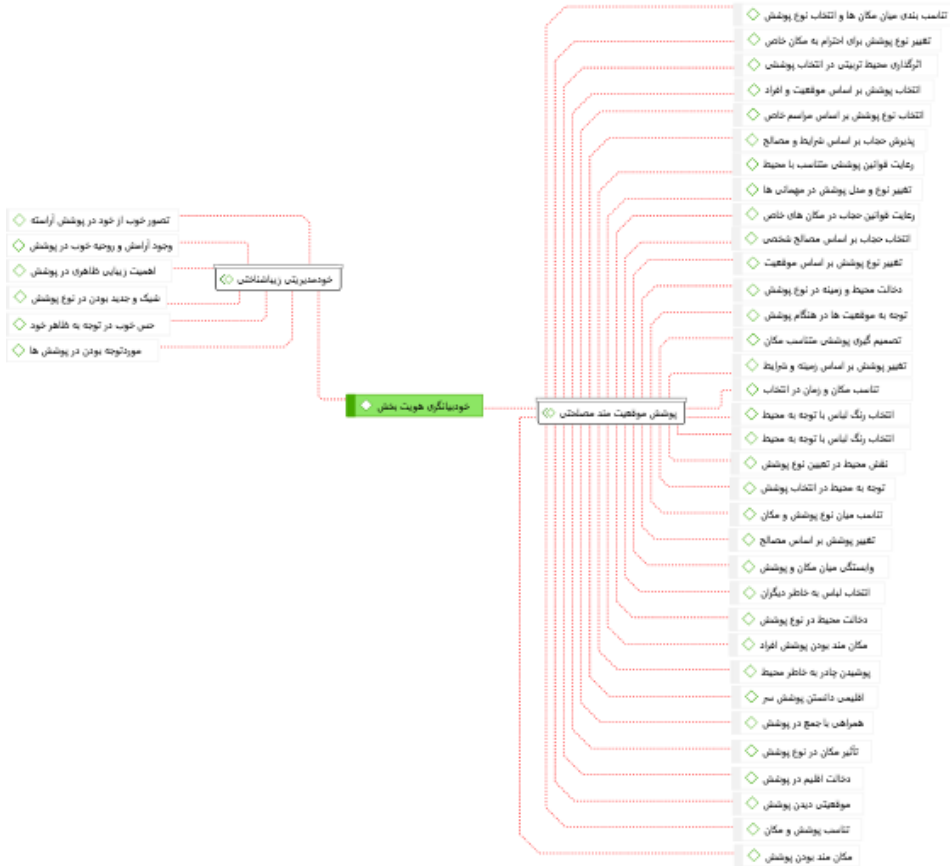 تناسب بندی میان مکان ها و انتخاب نوع پوشش
تغییر نوع پوشش برای احترام به مکان خاص
اثرگذاری محیط تربیتی در انتخاب پوششی
انتخاب پوشش بر اساس موقعیت و افراد
انتخاب نوع پوشش بر اساس مراسم خاص
پذیرش حجاب بر اساس شرایط و مصالح
رعایت قوانین پوششی متناسب با محیط
تغییر نوع و مدل پوشش در مهمانی ها
رعایت قوانین حجاب در مکان های خاص
انتخاب حجاب بر اساس مصالح شخصی
تغییر نوع پوشش بر اساس موقعیت
دخالت محیط و زمینه در نوع پوشش
توجه به موقعیت ها در هنگام پوشش
تصمیم گیری پوششی متناسب مکان
تغییر پوشش بر اساس زمینه و شرایط
تناسب مکان و زمان در انتخاب
انتخاب رنگ لباس با توجه به محیط
انتخاب رنگ لباس با توجه به محیط
نقش محیط در تعیین نوع پوشش
توجه به محیط در انتخاب پوشش
تناسب میان نوع پوشش و مکان
تغییر پوشش بر اساس مصالح
وابستگی میان مکان و پوشش
انتخاب لباس به خاطر دیگران
دخالت محیط در نوع پوشش
مکان مند بودن پوشش افراد
پوشیدن چادر به خاطر محیط
اقلیمی دانستن پوشش سر
همراهی با جمع در پوشش
تأثیر مکان در نوع پوشش
دخالت اقلیم در پوشش
موقعیتی دیدن پوشش
تناسب پوشش و مکان
مکان مند بودن پوشش
پوشش موقعیت مند مصلحتی
خودبیانگری هویت بخش
خودمدیریتی زیباشناختی
تصور خوب از خود در پوشش آراسته
وجود آرامش و روحیه خوب در پوشش
اهمیت زیبایی ظاهری در پوشش
شیک و جدید بودن در نوع پوشش
حس خوب در توجه به ظاهر خود
موردتوجه بودن در پوشش ها